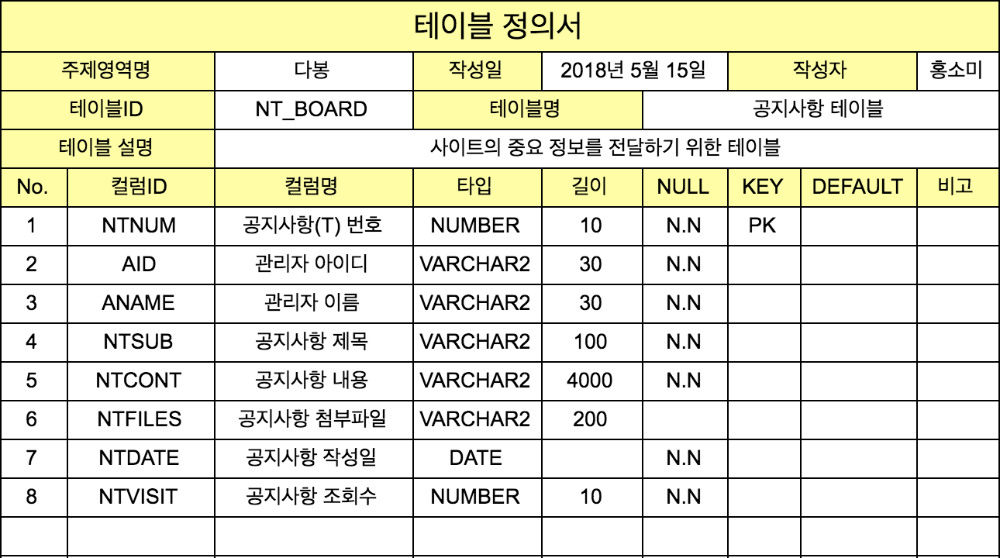 테이블 정의서
주제영역명 다봉 작성일 2018년 5월 15일 작성자 홍소미
테이블ID NT_BOARD 테이블명 공지사항 테이블
테이블 설명 사이트의 중요 정보를 전달하기 위한 테이블
No. 컬럼ID 컬럼명 타입 길이 NULL KEY DEFAULT 비고
1 NTNUM 공지사항(T) 번호 NUMBER 10 N.N PK
2 AID 관리자 아이디 VARCHAR2 30 N.N
3 ANAME 관리자 이름 VARCHAR2 30 N.N
4 NTSUB 공지사항 제목 VARCHAR2 100 N.N
5 NTCONT 공지사항 내용 VARCHAR2 4000 N.N
6 NTFILES 공지사항 첨부파일 VARCHAR2 200
7 NTDATE 공지사항 작성일 DATE N.N
8 NTVISIT 공지사항 조회수 NUMBER 10 N.N